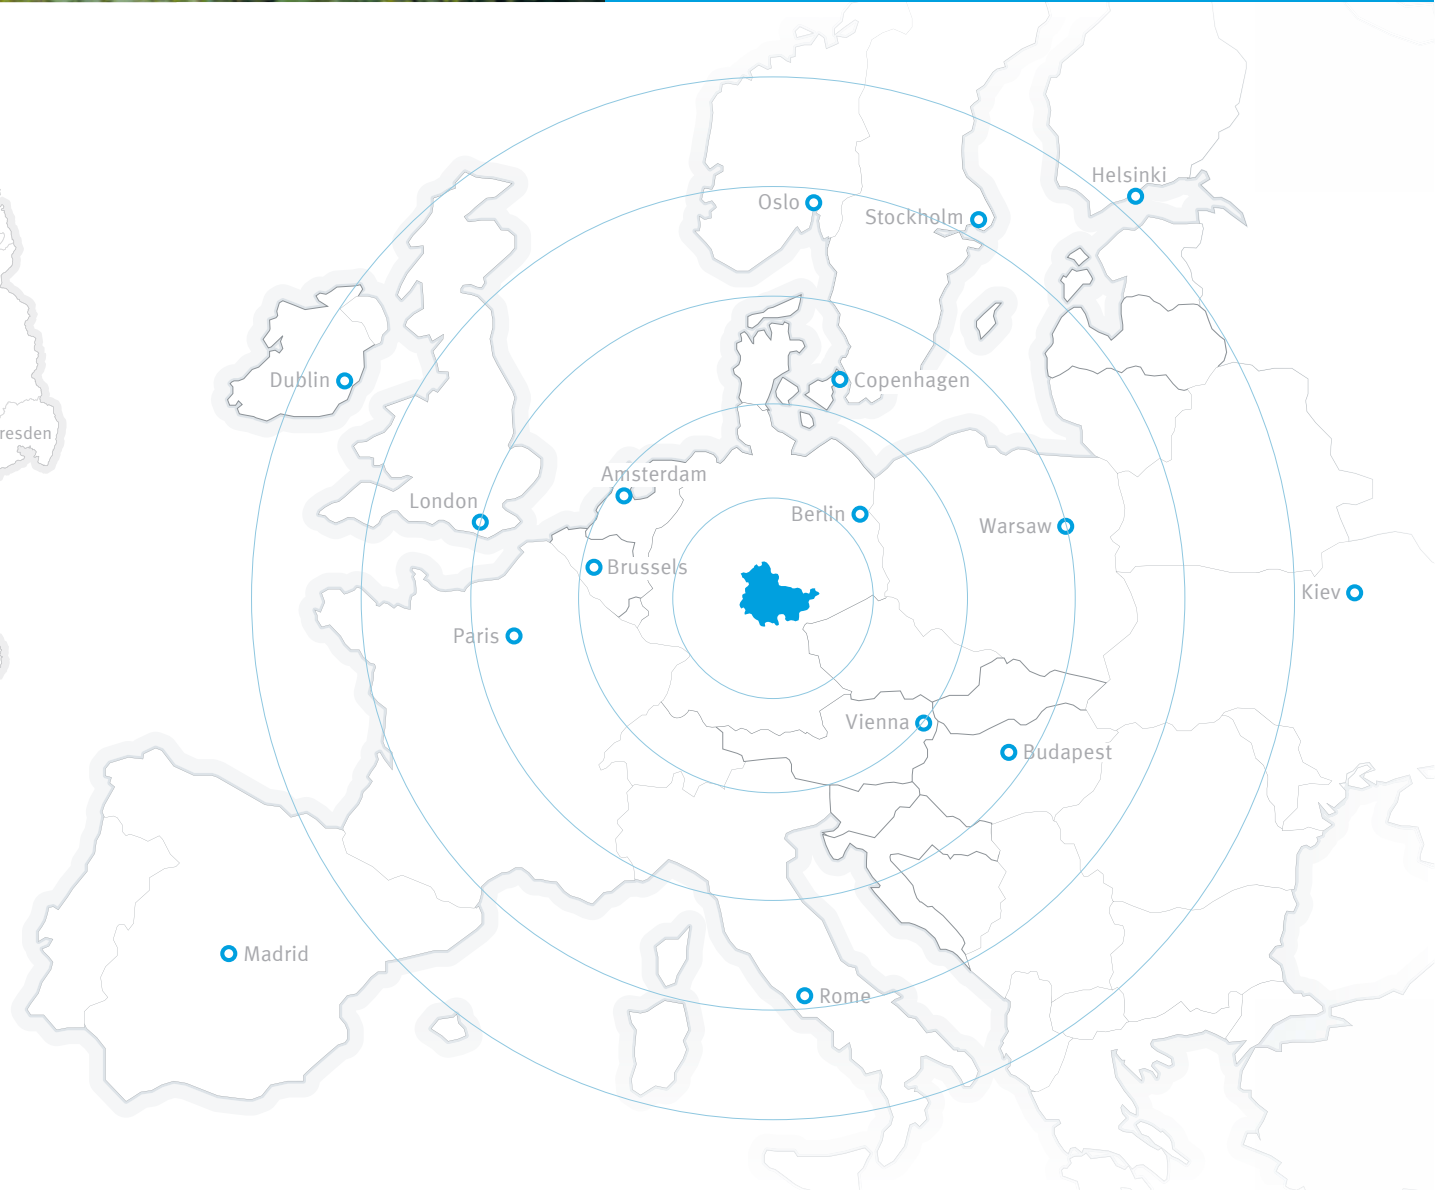 Helsinki
Oslo
Stockholm
Dublin
Copenhagen
resden
Amsterdam
London
Berlin
Warsaw
Brussels
Kiev
Paris
Vienna
Budapest
Madrid
Rome